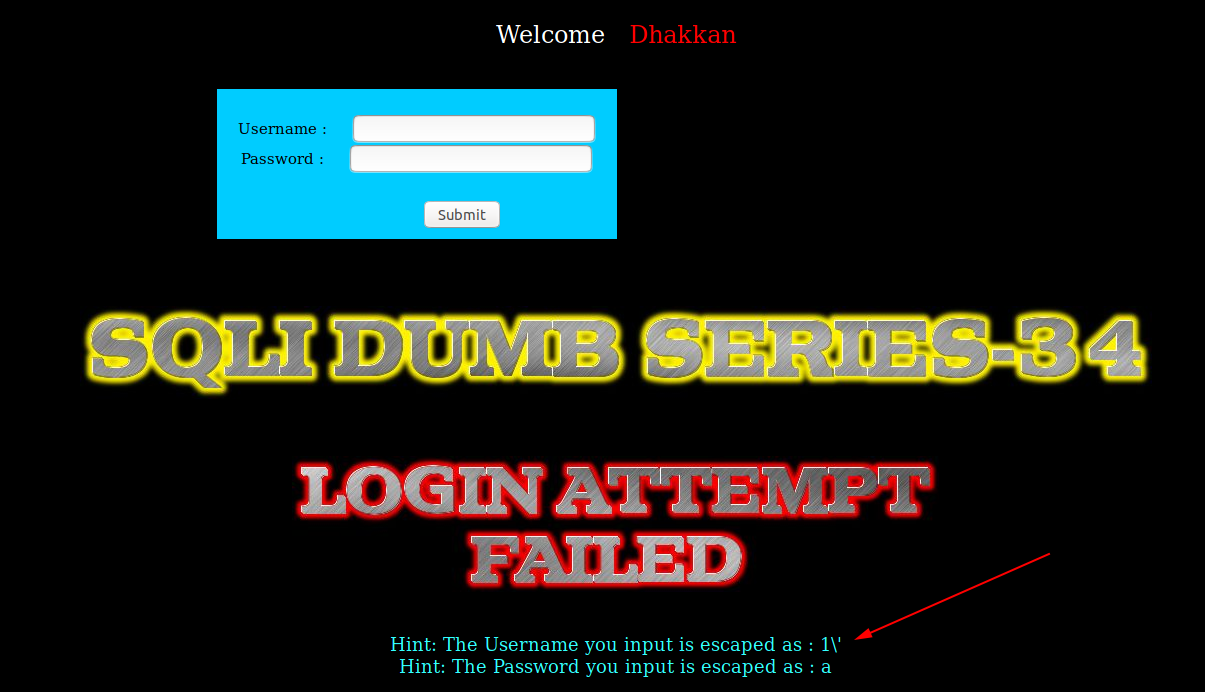 Welcome Dhakkan
Username :
Password :
Submit
SQLI DUMB SERIES-34
LOGIN ATTEMPT
FAILED
Hint: The Username you input is escaped as : 1\'
Hint: The Password you input is escaped as : a